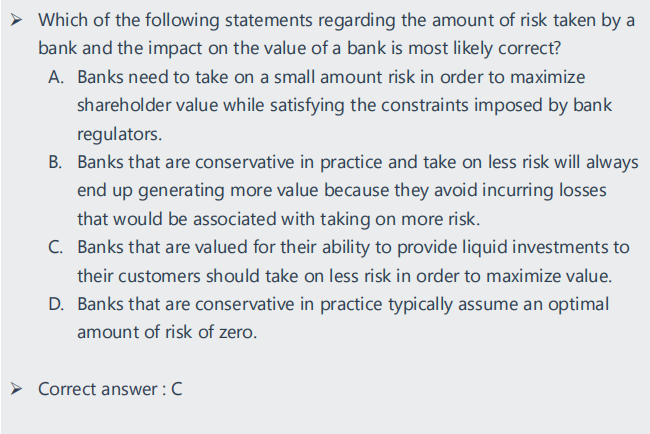 ➢ Which of the following statements regarding the amount of risk taken by a
bank and the impact on the value of a bank is most likely correct?
A. Banks need to take on a small amount risk in order to maximize
shareholder value while satisfying the constraints imposed by bank
regulators.
B. Banks that are conservative in practice and take on less risk will always
end up generating more value because they avoid incurring losses
that would be associated with taking on more risk.
C. Banks that are valued for their ability to provide liquid investments to
their customers should take on less risk in order to maximize value.
D. Banks that are conservative in practice typically assume an optimal
amount of risk of zero.
➢ Correct answer : C